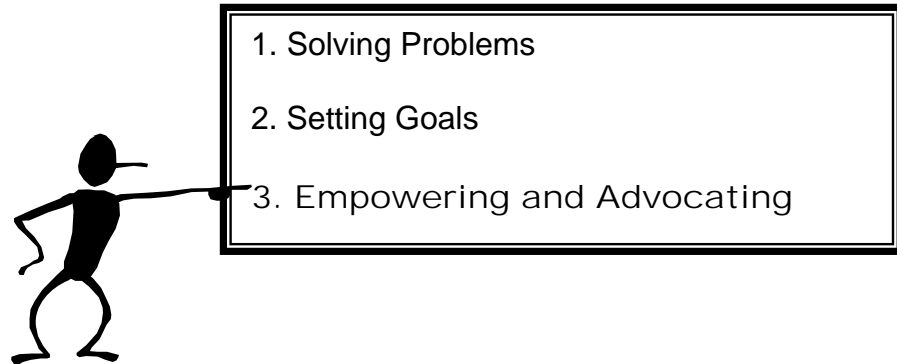 1. Solving Problems
2. Setting Goals
3. Empowering and Advocating